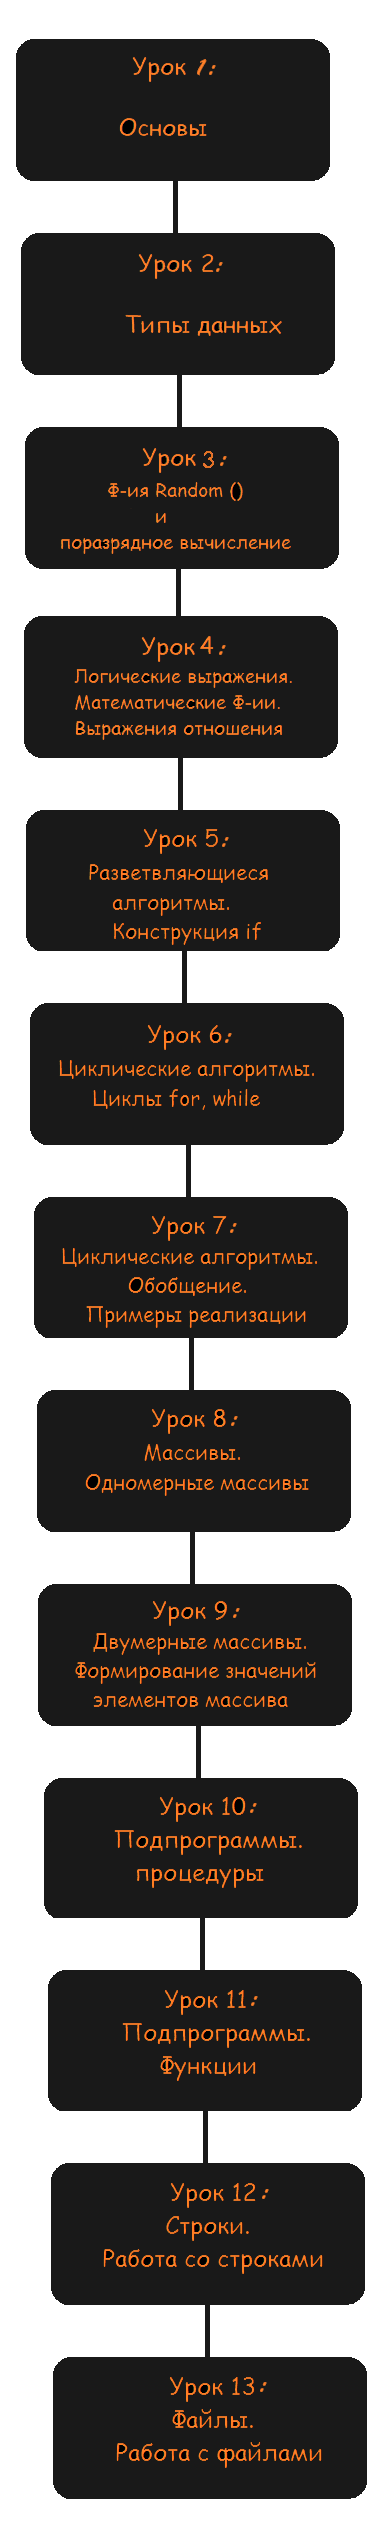 Урок 1:
Основы
Урок 2:
Типы данных
Урок 3:
Ф-ия Random ()
и
поразрядное вычисление
Урок 4:
Логические выражения.
Математические Ф-ии.
Выражения отношения
Урок 5:
Разветвляющиеся
алгоритмы.
Конструкция if
Урок 6:
Циклические алгоритмы.
Циклы for, while
Урок 7:
Циклические алгоритмы.
Обобщение.
Примеры реализации
Урок 8:
Массивы.
Одномерные массивы
Урок 9:
Двумерные массивы.
Формирование значений
элементов массива
Урок 10:
Подпрограммы.
процедуры
Урок 11:
Подпрограммы.
Функции
Урок 12:
Строки.
Работа со строками
Урок 13:
Файлы.
Работа с файлами